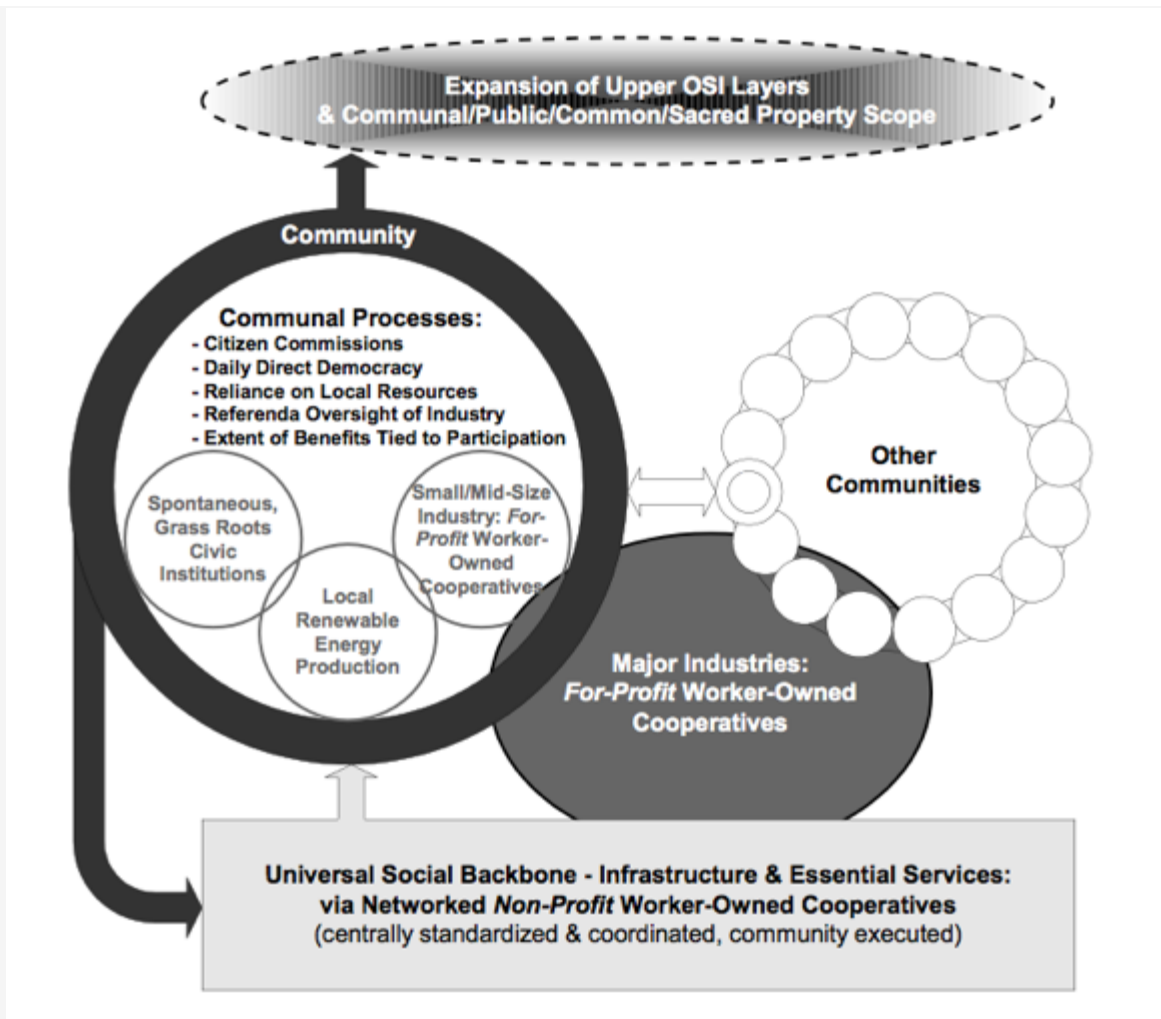 Expansion of Upper OSI Layers
& Communal/Public/Common/Sacred Property Scope
Community
Communal Processes:
- Citizen Commissions
- Daily Direct Democracy
- Reliance on Local Resources
- Referenda Oversight of Industry
- Extent of Benefits Tied to Participation
Spontaneous,
Grass Roots
Civic
Institutions
Local
Renewable
Energy
Production
Small/Mid-Size
Industry: For-
Profit Worker-
Owned
Cooperatives
Other
Communities
Major Industries:
For-Profit Worker-Owned
Cooperatives
Universal Social Backbone - Infrastructure & Essential Services:
via Networked Non-Profit Worker-Owned Cooperatives
(centrally standardized & coordinated, community executed)